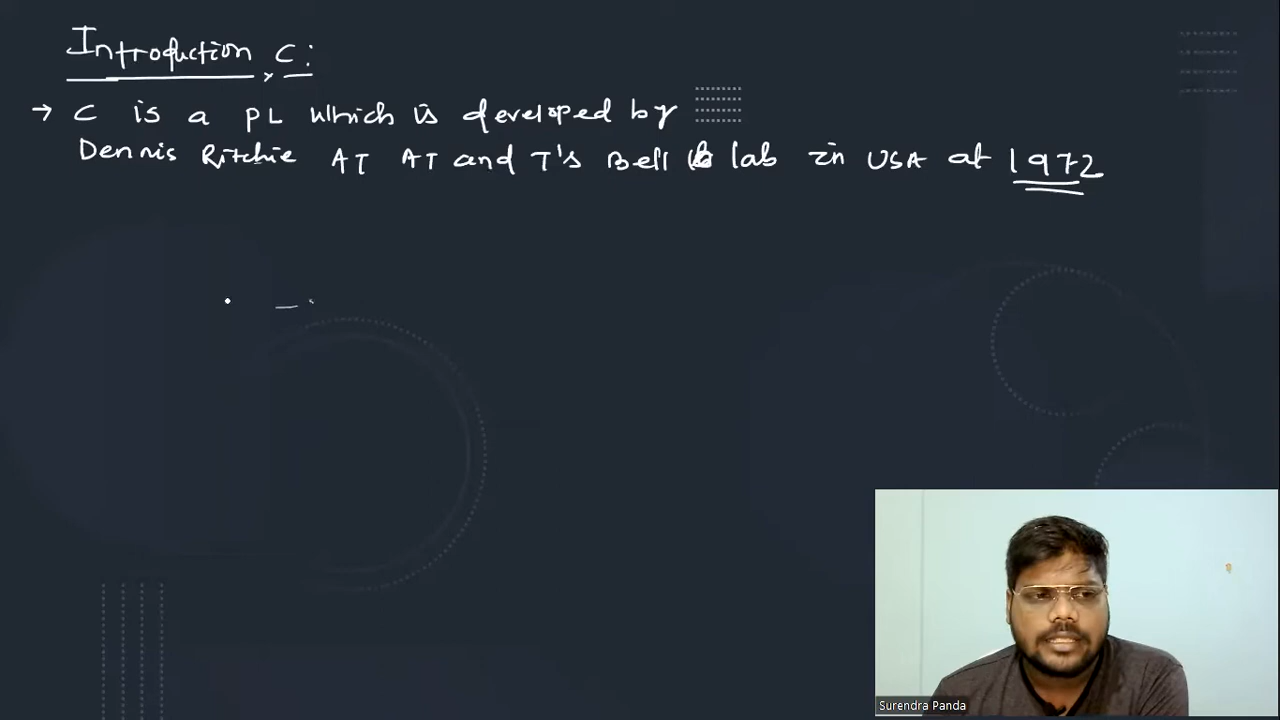 Introduction C:
→ C is a PL which is developed by
Dennis Ritchie AT AT and T's Bell lab in USA at 1972
Surendra Panda